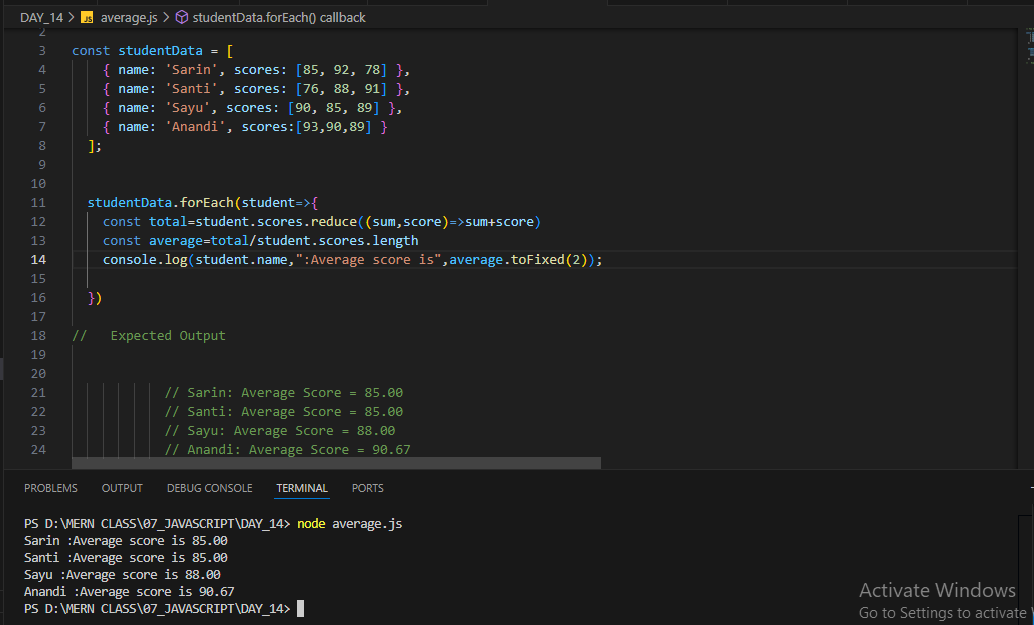 DAY_14 > JS average.js > studentData.forEach() callback
2
3 const studentData = [
4 { name: 'Sarin', scores: [85, 92, 78] },
5 { name: 'Santi', scores: [76, 88, 91] },
6 { name: 'Sayu', scores: [90, 85, 89] },
7 { name: 'Anandi', scores:[93,90,89] }
8 ];
9
10
11 studentData.forEach(student=>{
12 const total=student.scores.reduce((sum,score)=>sum+score)
13 const average=total/student.scores.length
14 console.log(student.name,":Average score is",average.toFixed(2));
15
16 })
17
18 //   Expected Output
19
20
21 // Sarin: Average Score = 85.00
22 // Santi: Average Score = 85.00
23 // Sayu: Average Score = 88.00
24 // Anandi: Average Score = 90.67
PROBLEMS OUTPUT DEBUG CONSOLE TERMINAL PORTS
PS D:\MERN CLASS\07_JAVASCRIPT\DAY_14> node average.js
Sarin :Average score is 85.00
Santi :Average score is 85.00
Sayu :Average score is 88.00
Anandi :Average score is 90.67
PS D:\MERN CLASS\07_JAVASCRIPT\DAY_14>
Activate Windows
Go to Settings to activate